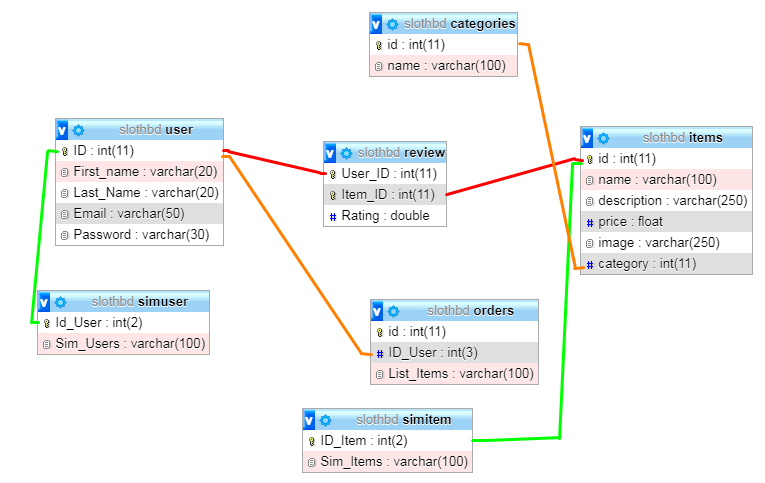 slothbd categories
id : int(11)
name : varchar(100)
slothbd user
ID : int(11)
First_name : varchar(20)
Last_Name : varchar(20)
Email : varchar(50)
Password : varchar(30)
slothbd review
User_ID : int(11)
Item_ID : int(11)
# Rating : double
slothbd items
id : int(11)
name : varchar(100)
description : varchar(250)
# price : float
image : varchar(250)
# category : int(11)
slothbd simuser
Id_User : int(2)
Sim_Users : varchar(100)
slothbd orders
id : int(11)
# ID_User : int(3)
List_Items : varchar(100)
slothbd simitem
ID_Item : int(2)
Sim_Items : varchar(100)